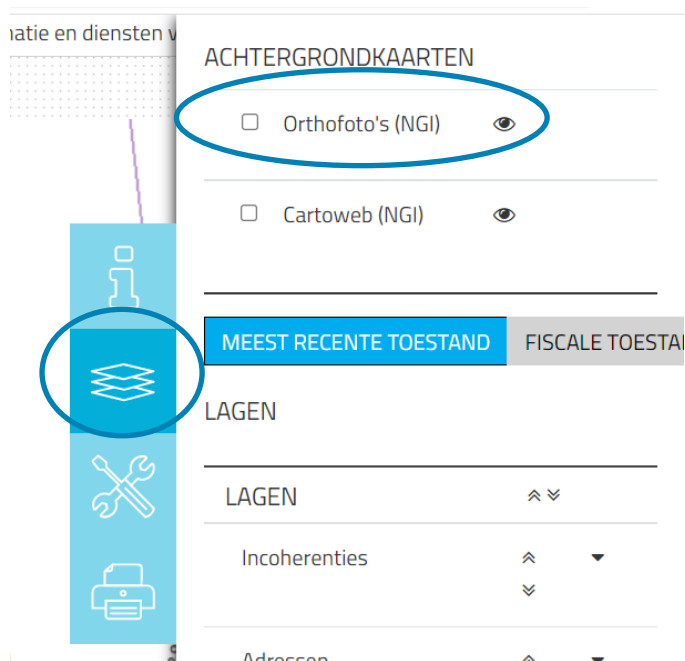 natie en diensten v
ACHTERGRONDKAARTEN
Orthofoto's (NGI)
Cartoweb (NGI)
MEEST RECENTE TOESTAND
FISCALE TOESTA
LAGEN
LAGEN
Incoherenties
Adressen